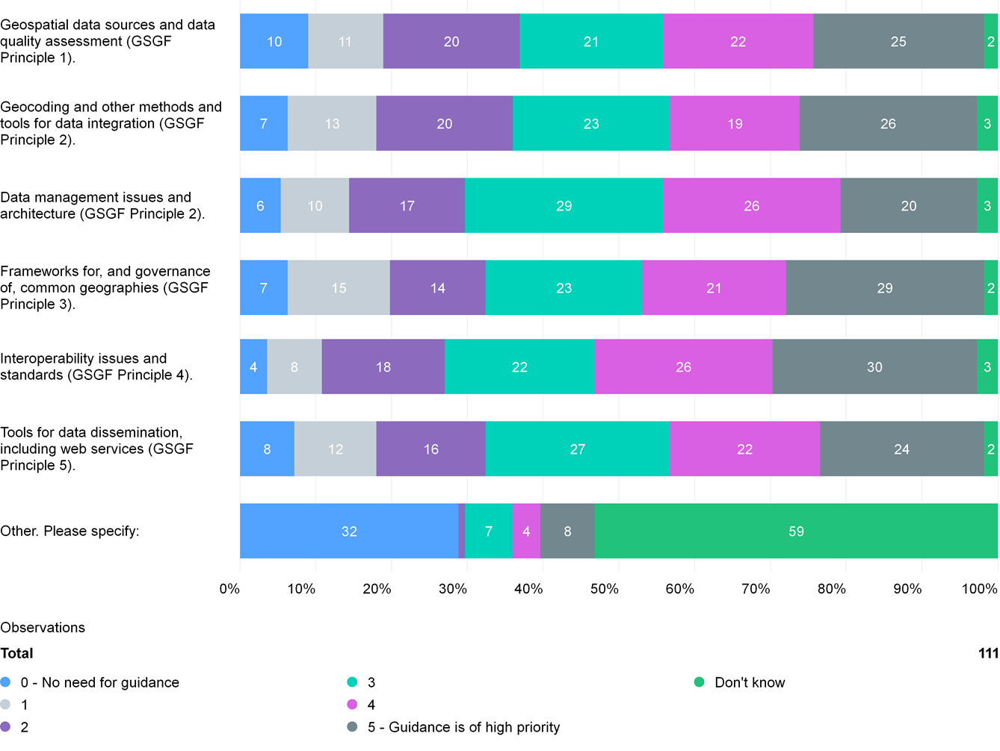 Geospatial data sources and data
quality assessment (GSGF
Principle 1).
10 11 20 21 22 25 2
Geocoding and other methods and
tools for data integration (GSGF
Principle 2).
7 13 20 23 19 26 3
Data management issues and
architecture (GSGF Principle 2).
6 10 17 29 26 20 3
Frameworks for, and governance
of, common geographies (GSGF
Principle 3).
7 15 14 23 21 29 2
Interoperability issues and
standards (GSGF Principle 4).
4 8 18 22 26 30 3
Tools for data dissemination,
including web services (GSGF
Principle 5).
8 12 16 27 22 24 2
Other. Please specify:
32 7 4 8 59
0% 10% 20% 30% 40% 50% 60% 70% 80% 90% 100%
Observations
Total 111
0 - No need for guidance
1
2
3
4
5 - Guidance is of high priority
Don't know